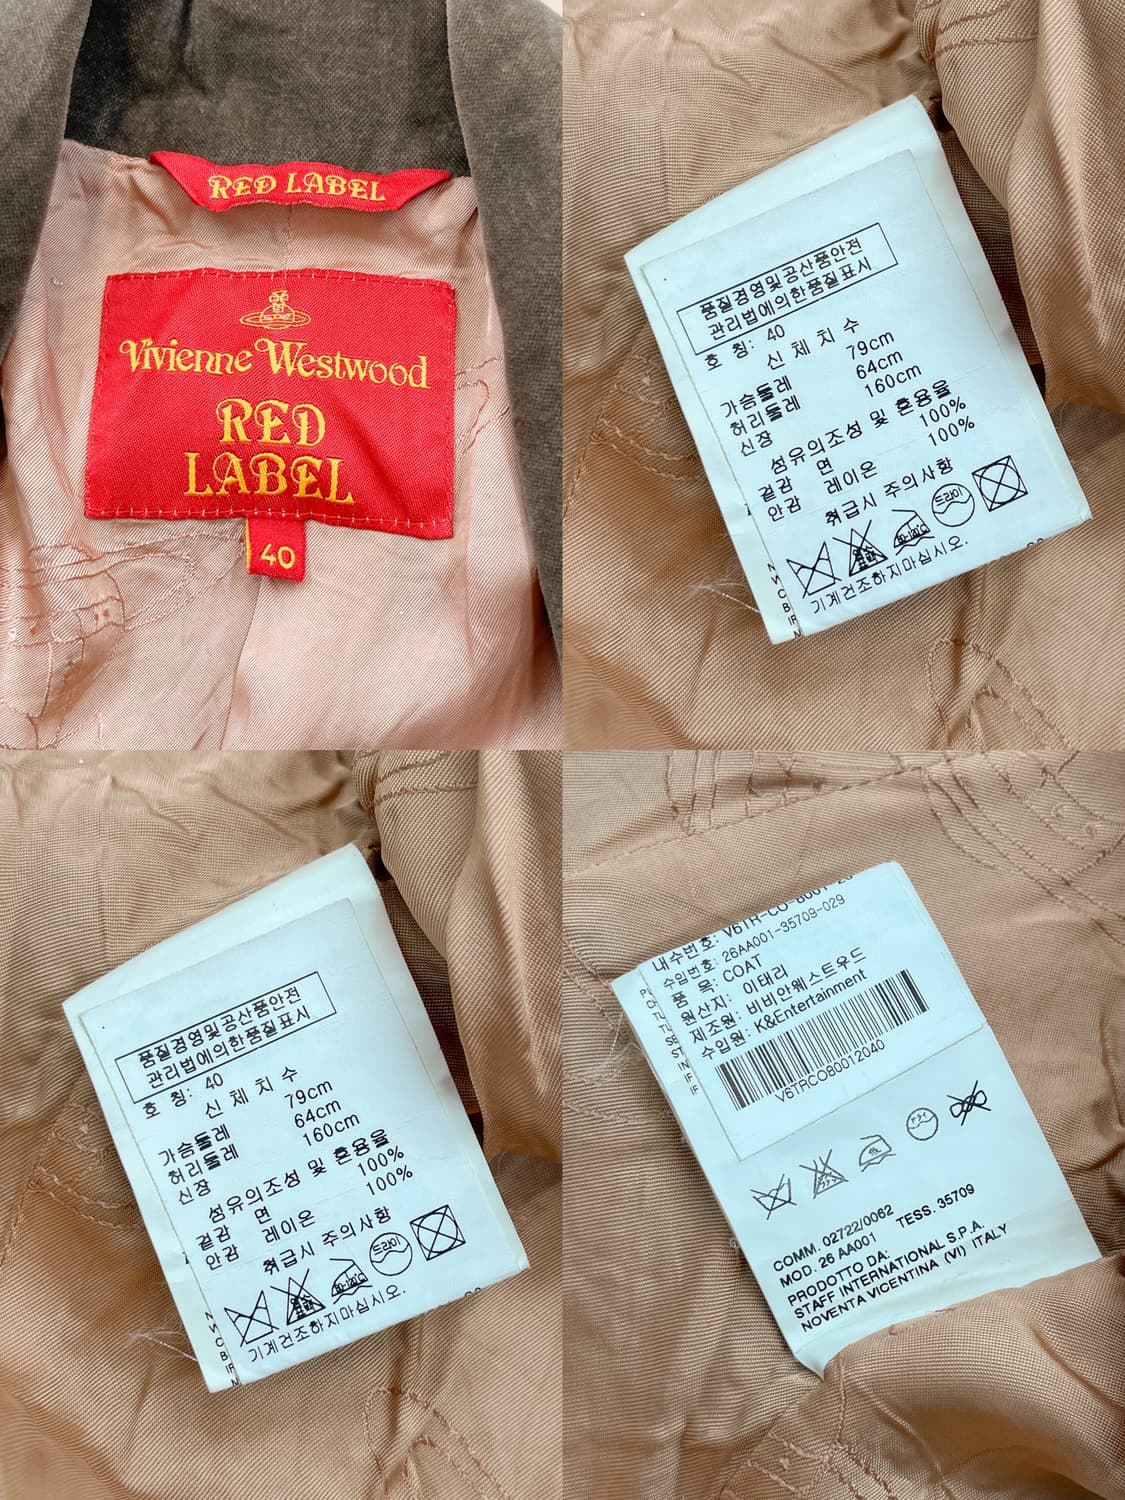 RED LABEL
Vivienne Westwood
RED
LABEL
40
품질경영및공산품안전
관리법에의한품질표시
호 칭: 40
신 체 치 수
가슴둘레 79cm
허리둘레 64cm
신장 160cm
섬유의조성 및 혼용율
겉감 면 100%
안감 레이온 100%
취급시 주의사항
드라이
기계건조하지마십시오.
품질경영및공산품안전
관리법에의한품질표시
호 칭: 40
신 체 치 수
가슴둘레 79cm
허리둘레 64cm
신장 160cm
섬유의조성 및 혼용율
겉감 면 100%
안감 레이온 100%
취급시 주의사항
드라이
기계건조하지마십시오.
내수번호: V6TR-CO-B001-
수입번호: 26AA001-35709-029
품 목: COAT
원산지: 이태리
제조원: 비비안웨스트우드
수입원: K&Entertainment
V6TRCOB0012040
COMM. 02722/0062
MOD. 26 AA001 TESS. 35709
PRODOTTO DA:
STAFF INTERNATIONAL S.P.A.
NOVENTA VICENTINA (VI) ITALY